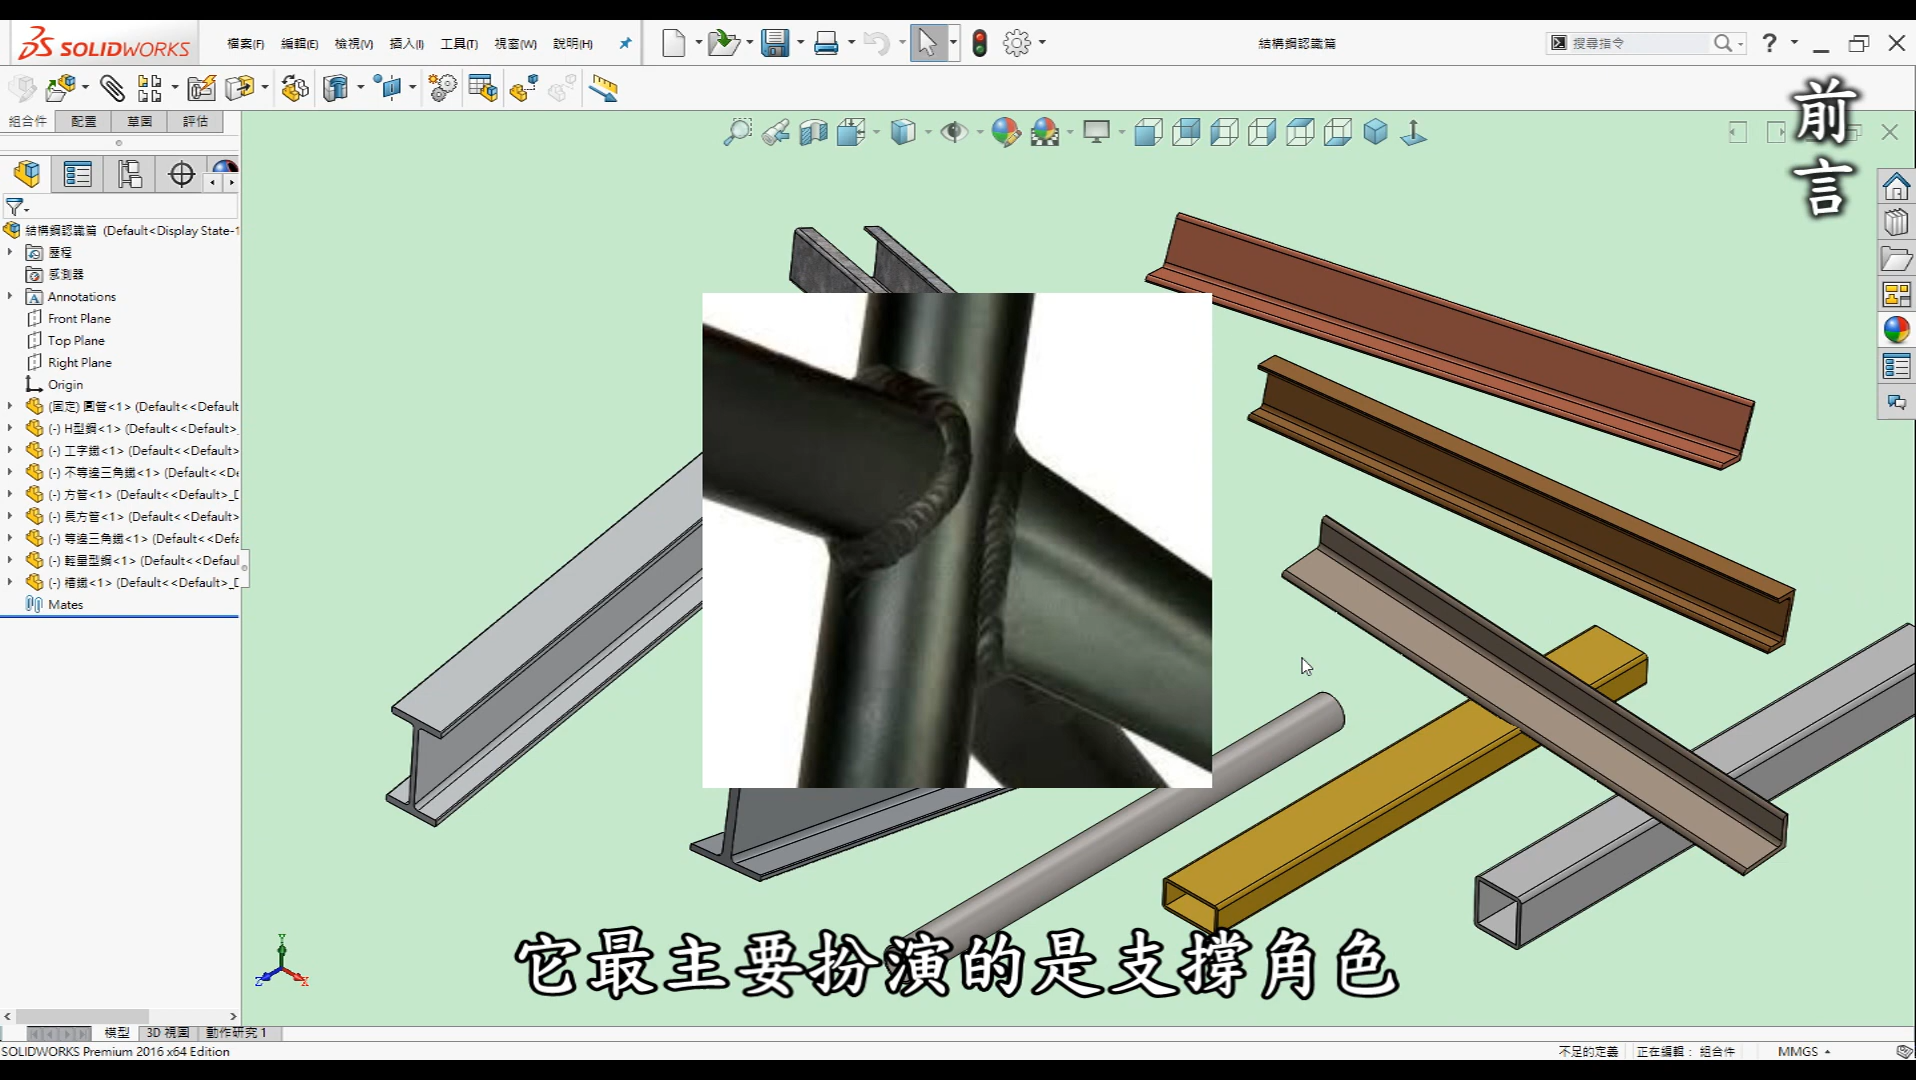 SOLIDWORKS
檔案(F) 編輯(E) 檢視(V) 插入(I) 工具(T) 視窗(W) 說明(H)
結構鋼認識篇
搜尋指令
?
前言
組合件 配置 草圖 評估
結構鋼認識篇 (Default<Display State-1
歷程
感測器
Annotations
Front Plane
Top Plane
Right Plane
Origin
(固定) 圓管<1> (Default<<Default
(-) H型鋼<1> (Default<<Default>_
(-) 工字鐵<1> (Default<<Default>
(-) 不等邊三角鐵<1> (Default<<De
(-) 方管<1> (Default<<Default>_D
(-) 長方管<1> (Default<<Default>
(-) 等邊三角鐵<1> (Default<<Defa
(-) 輕量型鋼<1> (Default<<Defaul
(-) 槽鐵<1> (Default<<Default>_D
Mates
Y
Z
X
它最主要扮演的是支撐角色
模型 3D 視圖 動作研究 1
SOLIDWORKS Premium 2016 x64 Edition
不足的定義 正在編輯： 組合件 MMGS